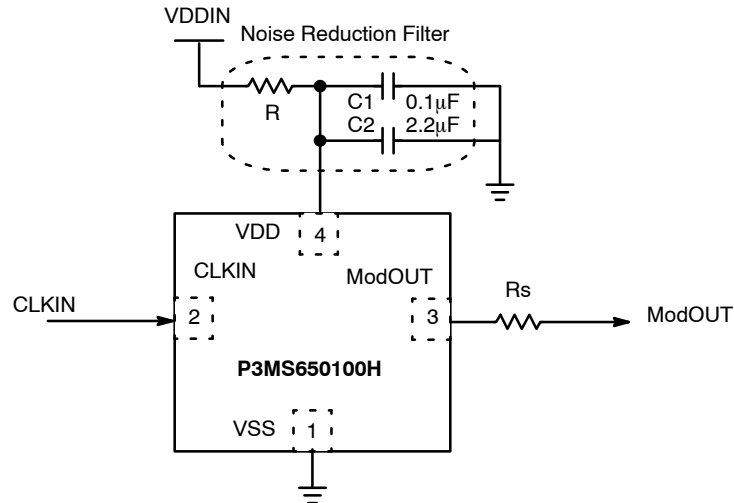 VDDIN
Noise Reduction Filter
R
C1 0.1μF
C2 2.2μF
VDD 4
CLKIN
ModOUT
CLKIN
2
3
Rs
ModOUT
P3MS650100H
VSS 1